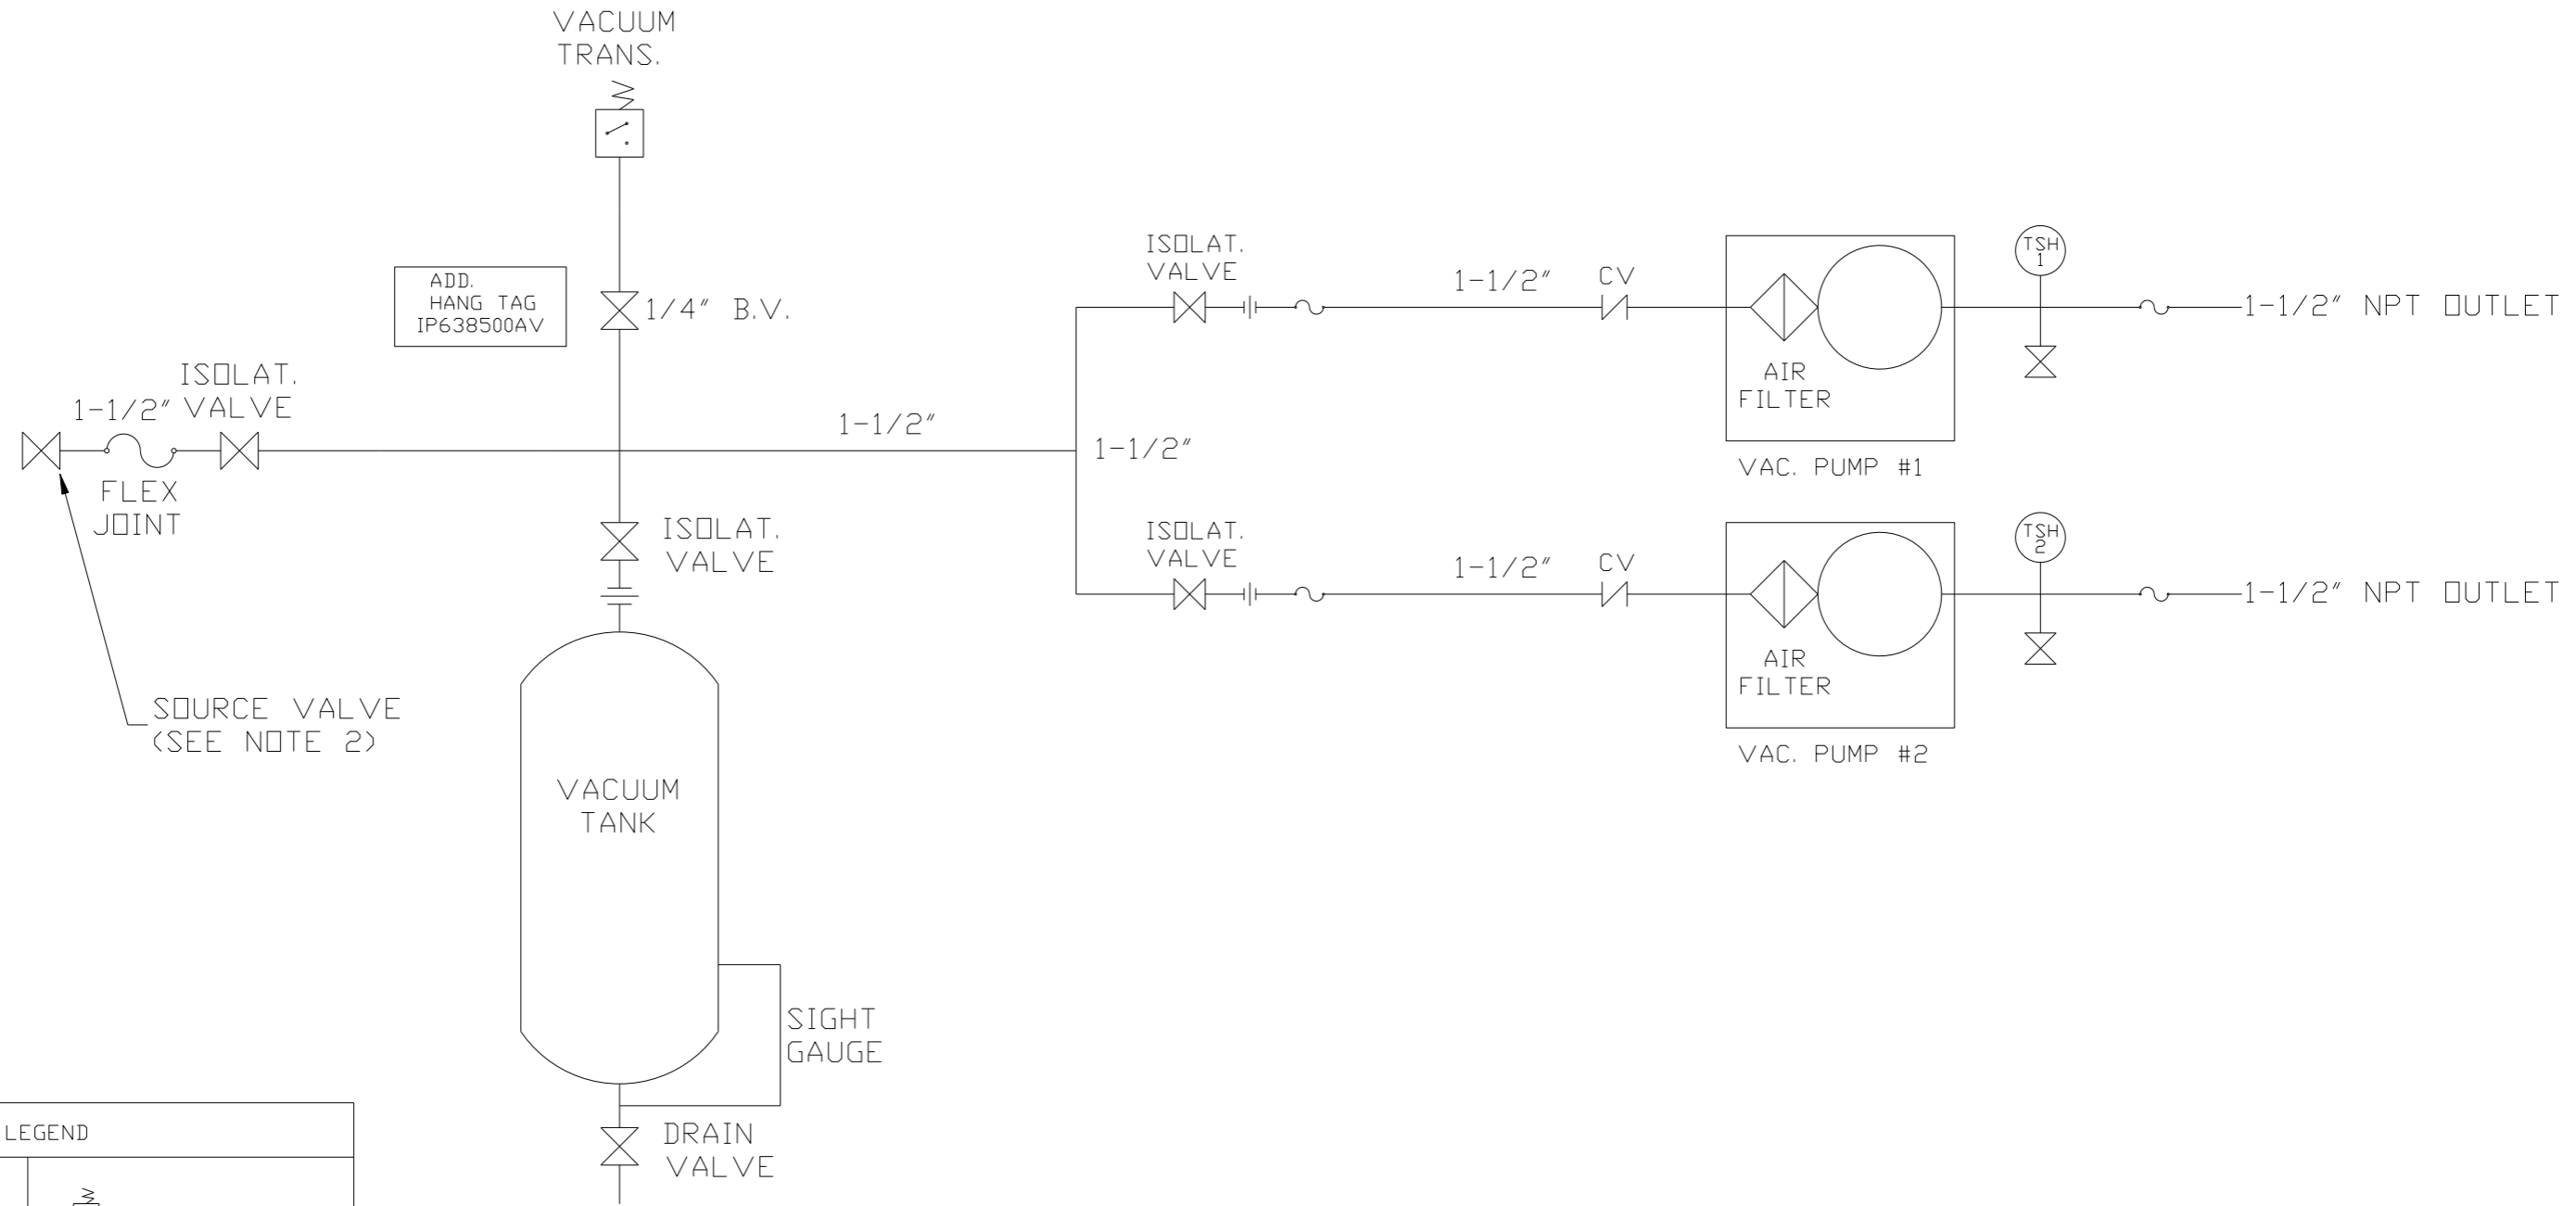 VACUUM
TRANS.
ADD.
HANG TAG
IP638500AV
1/4" B.V.
ISOLAT.
VALVE
1-1/2"
FLEX
JOINT
SOURCE VALVE
(SEE NOTE 2)
1-1/2"
1-1/2"
ISOLAT.
VALVE
VACUUM
TANK
SIGHT
GAUGE
DRAIN
VALVE
ISOLAT.
VALVE
1-1/2"
CV
AIR
FILTER
VAC. PUMP #1
TSH
1
1-1/2" NPT OUTLET
ISOLAT.
VALVE
1-1/2"
CV
AIR
FILTER
VAC. PUMP #2
TSH
2
1-1/2" NPT OUTLET
LEGEND